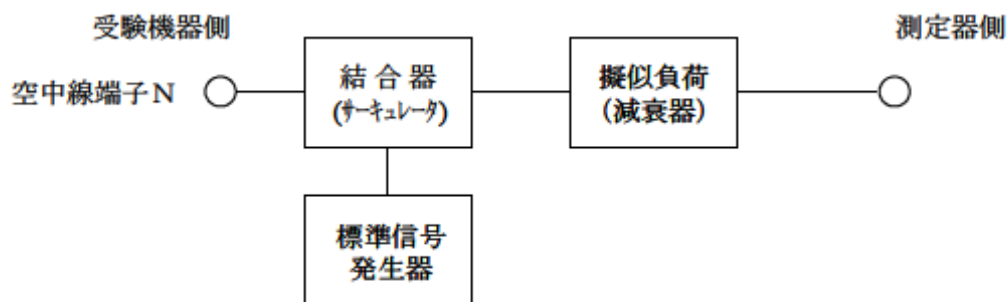 受験機器側
測定器側
空中線端子N
結合器
(ｻｰｷｭﾚｰﾀ)
擬似負荷
(減衰器)
標準信号
発生器